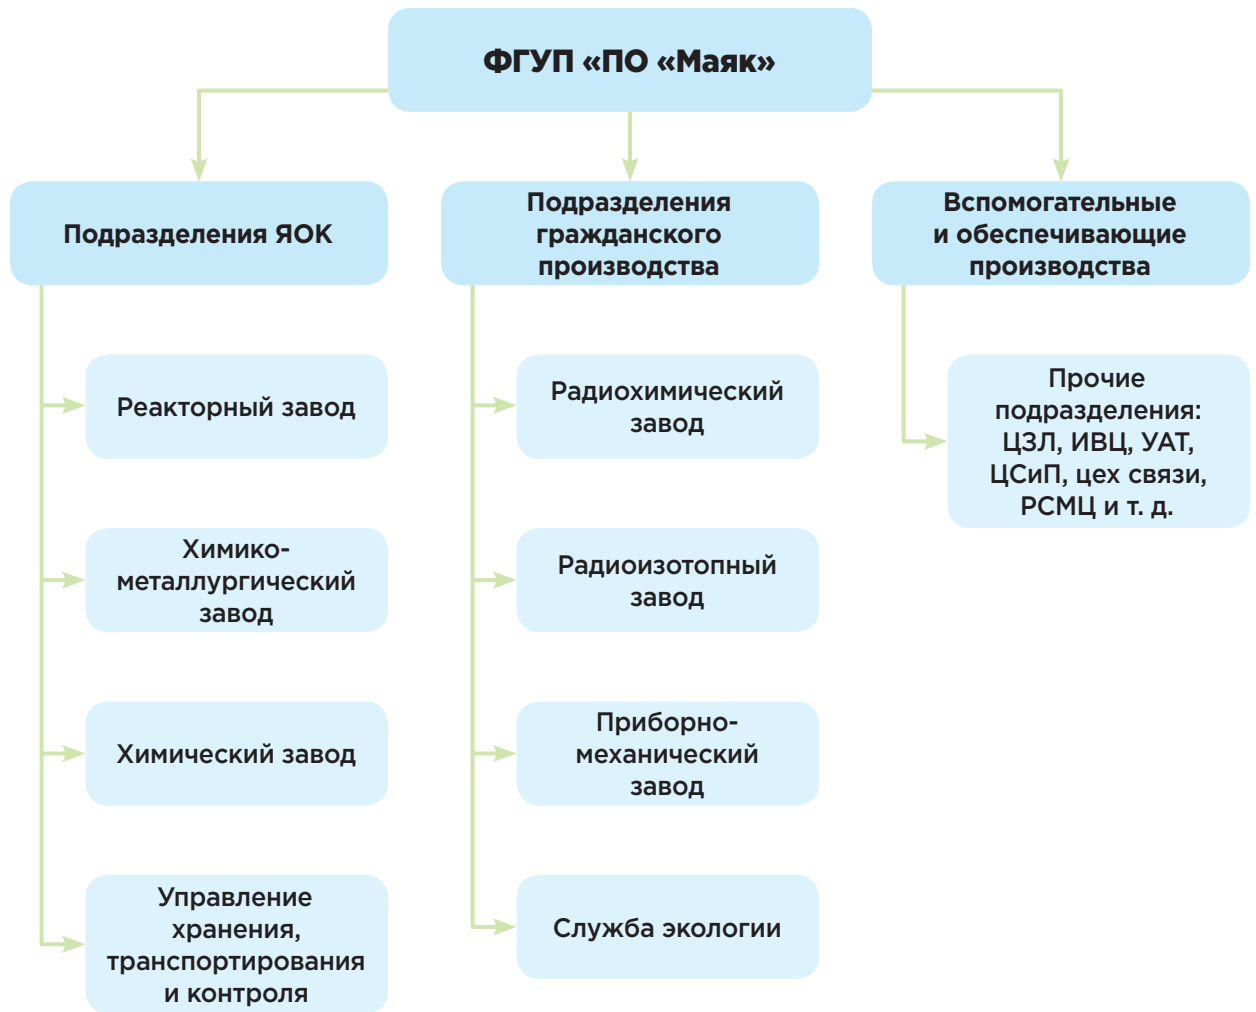 ФГУП «ПО «Маяк»
Подразделения ЯОК
Реакторный завод
Химико-
металлургический
завод
Химический завод
Управление
хранения,
транспортирования
и контроля
Подразделения
гражданского
производства
Радиохимический
завод
Радиоизотопный
завод
Приборно-
механический
завод
Служба экологии
Вспомогательные
и обеспечивающие
производства
Прочие
подразделения:
ЦЗЛ, ИВЦ, УАТ,
ЦСиП, цех связи,
РСМЦ и т. д.